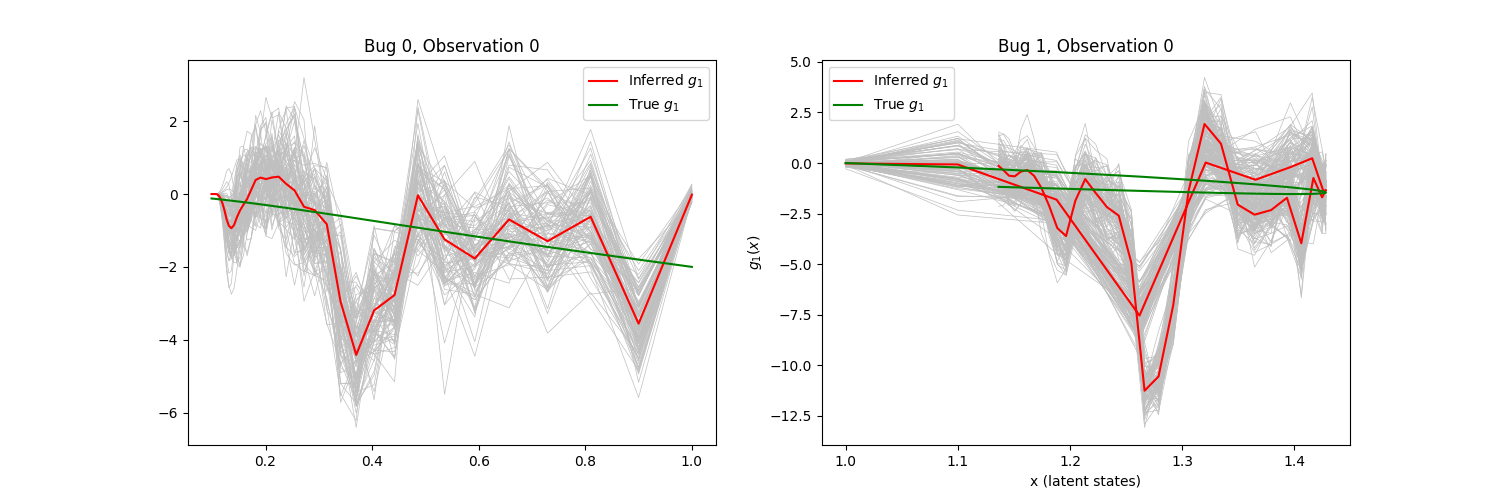 Bug 0, Observation 0
Inferred g₁
True g₁
2
0
−2
−4
−6
0.2
0.4
0.6
0.8
1.0
Bug 1, Observation 0
Inferred g₁
True g₁
g₁(x)
5.0
2.5
0.0
−2.5
−5.0
−7.5
−10.0
−12.5
1.0
1.1
1.2
1.3
1.4
x (latent states)